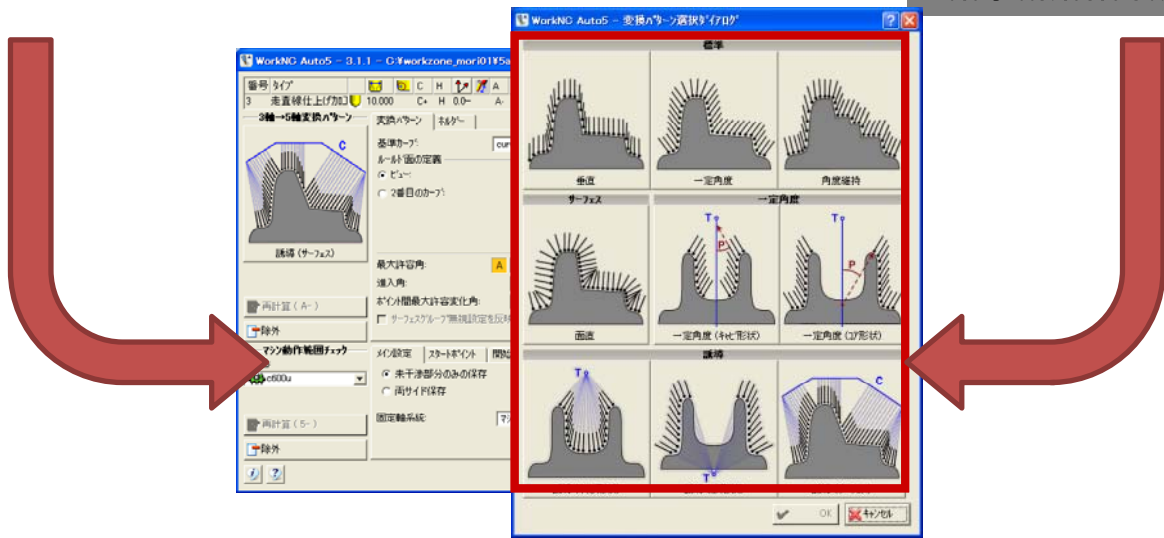 WorkNC Auto5 - 変換パターン選択ダイアログ
標準
垂直
一定角度
角度維持
サーフェス
一定角度
T
P
T
P
面直
一定角度(キャビ形状)
一定角度(コア形状)
誘導
T
T
C
OK
キャンセル
WorkNC Auto5 - 3.1.1 - G:¥workzone_mori01¥5a
番号 タイプ
C H
A
3 走直線仕上げ加工 10.000 C+ H 0.0- A-
3軸→5軸変換パターン
C
誘導(サーフェス)
再計算(A-)
除外
マシン動作範囲チェック
c600u
再計算(5-)
除外
変換パターン
ホルダー
基準カーブ: cur
ルールド面の定義
ビュー:
2番目のカーブ:
最大許容角: A
進入角:
ポイント間最大許容変化角:
サーフェスグループ無視設定を反映
メイン設定
スタートポイント
開始
未干渉部分のみの保存
両サイド保存
固定軸系統: